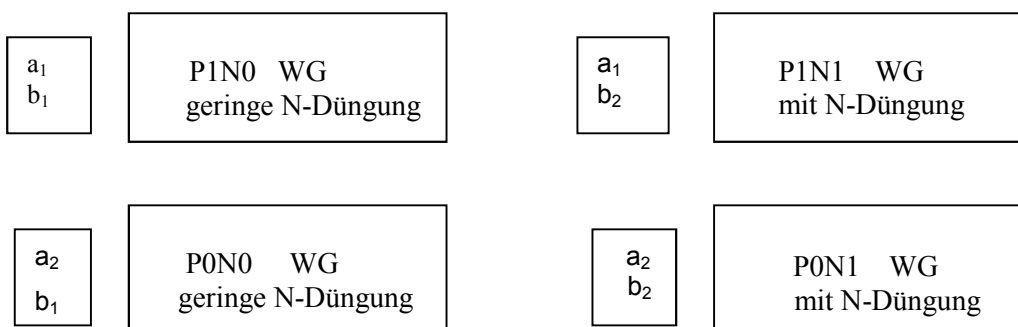 a₁
b₁
P1N0 WG
geringe N-Düngung
a₁
b₂
P1N1 WG
mit N-Düngung
a₂
b₁
P0N0 WG
geringe N-Düngung
a₂
b₂
P0N1 WG
mit N-Düngung